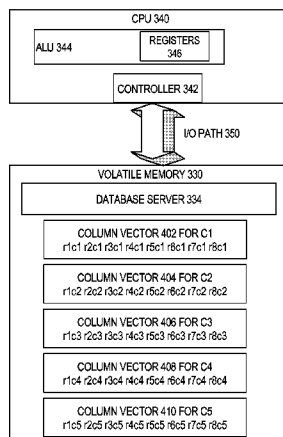 CPU 340
ALU 344
REGISTERS
346
CONTROLLER 342
I/O PATH 350
VOLATILE MEMORY 330
DATABASE SERVER 334
COLUMN VECTOR 402 FOR C1
r1c1 r2c1 r3c1 r4c1 r5c1 r6c1 r7c1 r8c1
COLUMN VECTOR 404 FOR C2
r1c2 r2c2 r3c2 r4c2 r5c2 r6c2 r7c2 r8c2
COLUMN VECTOR 406 FOR C3
r1c3 r2c3 r3c3 r4c3 r5c3 r6c3 r7c3 r8c3
COLUMN VECTOR 408 FOR C4
r1c4 r2c4 r3c4 r4c4 r5c4 r6c4 r7c4 r8c4
COLUMN VECTOR 410 FOR C5
r1c5 r2c5 r3c5 r4c5 r5c5 r6c5 r7c5 r8c5